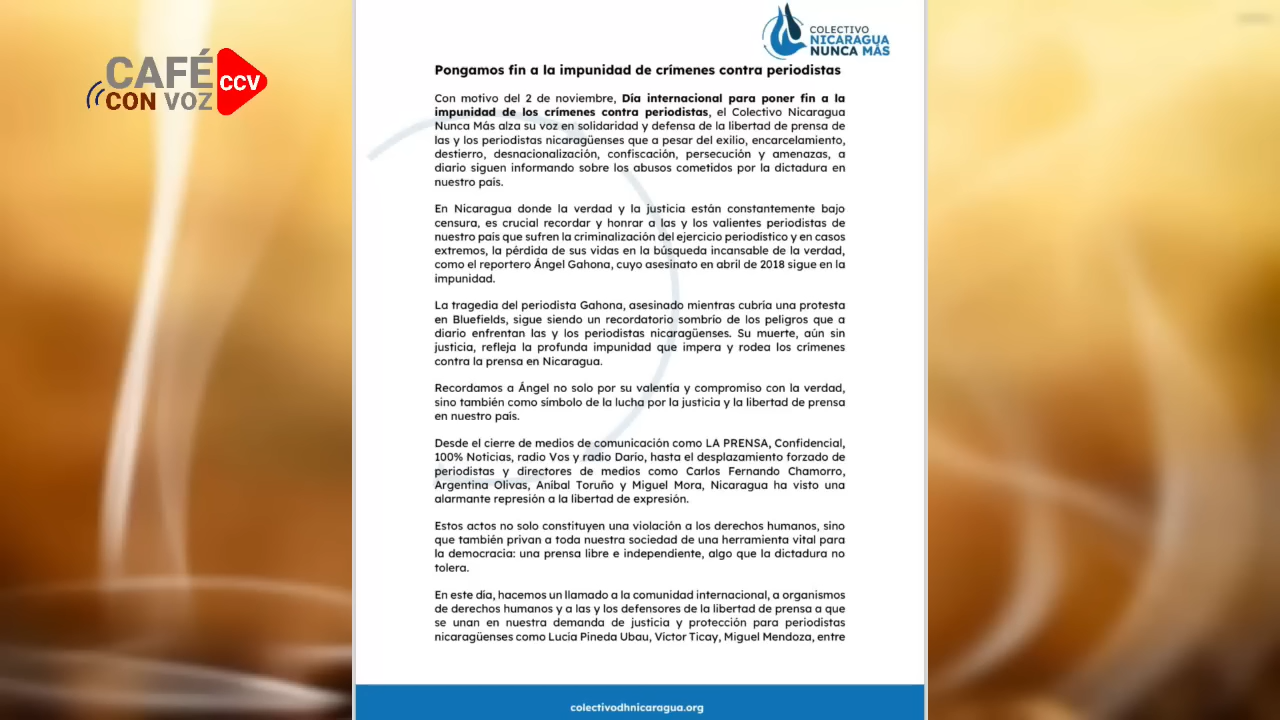 CAFÉ
CON VOZ
CCV
COLECTIVO
NICARAGUA
NUNCA MÁS
Pongamos fin a la impunidad de crímenes contra periodistas
Con motivo del 2 de noviembre, Día internacional para poner fin a la
impunidad de los crímenes contra periodistas, el Colectivo Nicaragua
Nunca Más alza su voz en solidaridad y defensa de la libertad de prensa de
las y los periodistas nicaragüenses que a pesar del exilio, encarcelamiento,
destierro, desnacionalización, confiscación, persecución y amenazas, a
diario siguen informando sobre los abusos cometidos por la dictadura en
nuestro país.
En Nicaragua donde la verdad y la justicia están constantemente bajo
censura, es crucial recordar y honrar a las y los valientes periodistas de
nuestro país que sufren la criminalización del ejercicio periodístico y en casos
extremos, la pérdida de sus vidas en la búsqueda incansable de la verdad,
como el reportero Ángel Gahona, cuyo asesinato en abril de 2018 sigue en la
impunidad.
La tragedia del periodista Gahona, asesinado mientras cubría una protesta
en Bluefields, sigue siendo un recordatorio sombrío de los peligros que a
diario enfrentan las y los periodistas nicaragüenses. Su muerte, aún sin
justicia, refleja la profunda impunidad que impera y rodea los crímenes
contra la prensa en Nicaragua.
Recordamos a Ángel no solo por su valentía y compromiso con la verdad,
sino también como símbolo de la lucha por la justicia y la libertad de prensa
en nuestro país.
Desde el cierre de medios de comunicación como LA PRENSA, Confidencial,
100% Noticias, radio Vos y radio Darío, hasta el desplazamiento forzado de
periodistas y directores de medios como Carlos Fernando Chamorro,
Argentina Olivas, Aníbal Toruño y Miguel Mora, Nicaragua ha visto una
alarmante represión a la libertad de expresión.
Estos actos no solo constituyen una violación a los derechos humanos, sino
que también privan a toda nuestra sociedad de una herramienta vital para
la democracia: una prensa libre e independiente, algo que la dictadura no
tolera.
En este día, hacemos un llamado a la comunidad internacional, a organismos
de derechos humanos y a las y los defensores de la libertad de prensa a que
se unan en nuestra demanda de justicia y protección para periodistas
nicaragüenses como Lucía Pineda Ubau, Víctor Ticay, Miguel Mendoza, entre
colectivodhnicaragua.org